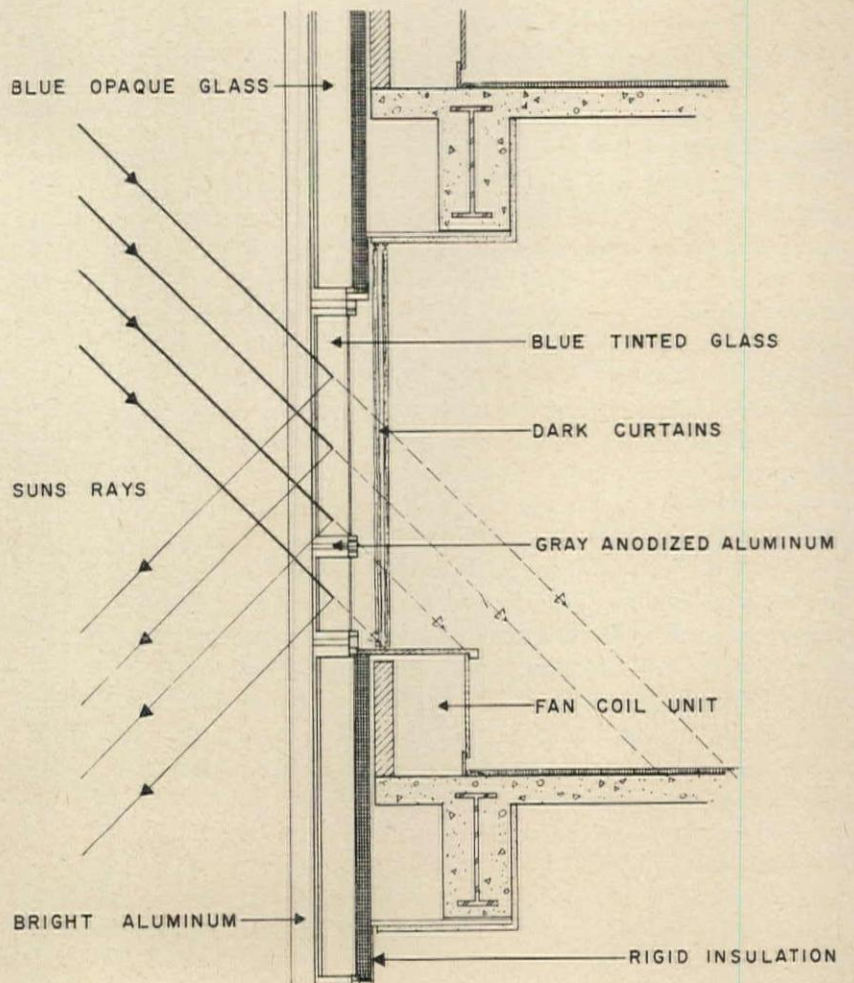 BLUE OPAQUE GLASS
BLUE TINTED GLASS
DARK CURTAINS
SUNS RAYS
GRAY ANODIZED ALUMINUM
FAN COIL UNIT
BRIGHT ALUMINUM
RIGID INSULATION